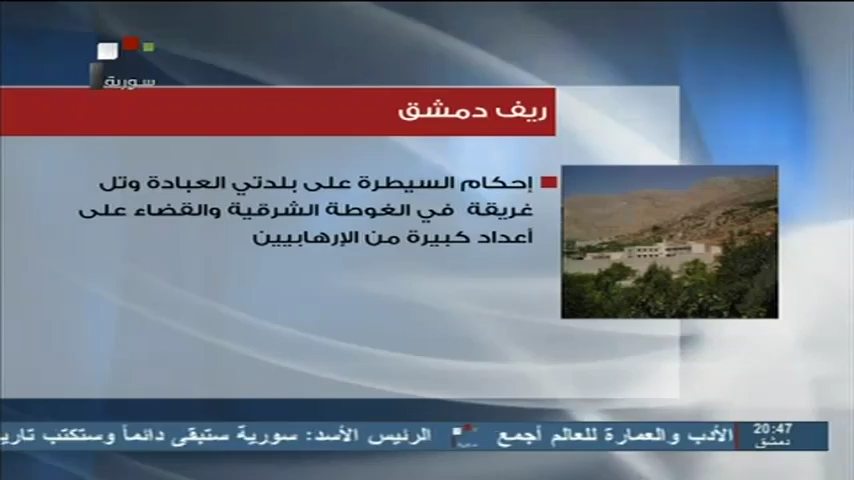 سورية
ريف دمشق
إحكام السيطرة على بلدتي العبادة وتل
غريقة في الغوطة الشرقية والقضاء على
أعداد كبيرة من الإرهابيين
20:47
دمشق
الأدب والعمارة للعالم أجمع
الرئيس الأسد: سورية ستبقى دائماً وستكتب تاري